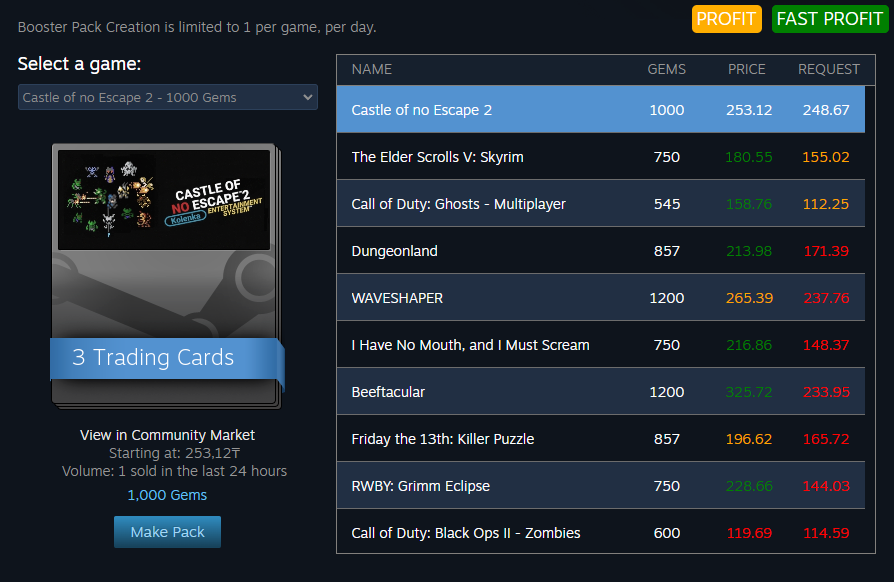 Booster Pack Creation is limited to 1 per game, per day.
PROFIT FAST PROFIT
Select a game:
Castle of no Escape 2 - 1000 Gems
CASTLE OF
NO ESCAPE 2
ENTERTAINMENT
SYSTEM
Kolenka
3 Trading Cards
View in Community Market
Starting at: 253,12₸
Volume: 1 sold in the last 24 hours
1,000 Gems
Make Pack
NAME GEMS PRICE REQUEST
Castle of no Escape 2 1000 253.12 248.67
The Elder Scrolls V: Skyrim 750 180.55 155.02
Call of Duty: Ghosts - Multiplayer 545 158.76 112.25
Dungeonland 857 213.98 171.39
WAVESHAPER 1200 265.39 237.76
I Have No Mouth, and I Must Scream 750 216.86 148.37
Beeftacular 1200 325.72 233.95
Friday the 13th: Killer Puzzle 857 196.62 165.72
RWBY: Grimm Eclipse 750 228.66 144.03
Call of Duty: Black Ops II - Zombies 600 119.69 114.59